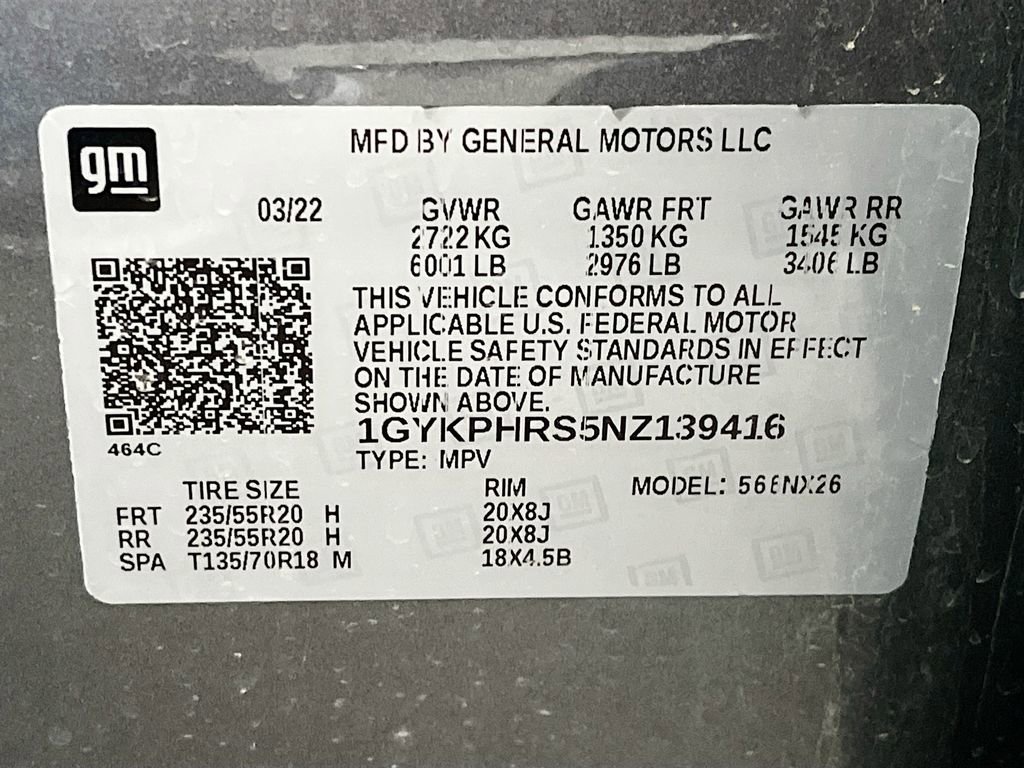 gm
MFD BY GENERAL MOTORS LLC
03/22 GVWR GAWR FRT GAWR RR
2722 KG 1350 KG 1545 KG
6001 LB 2976 LB 3406 LB
THIS VEHICLE CONFORMS TO ALL
APPLICABLE U.S. FEDERAL MOTOR
VEHICLE SAFETY STANDARDS IN EFFECT
ON THE DATE OF MANUFACTURE
SHOWN ABOVE.
1GYKPHRS5NZ139416
464C
TYPE: MPV
TIRE SIZE RIM MODEL: 566NX26
FRT 235/55R20 H 20X8J
RR 235/55R20 H 20X8J
SPA T135/70R18 M 18X4.5B